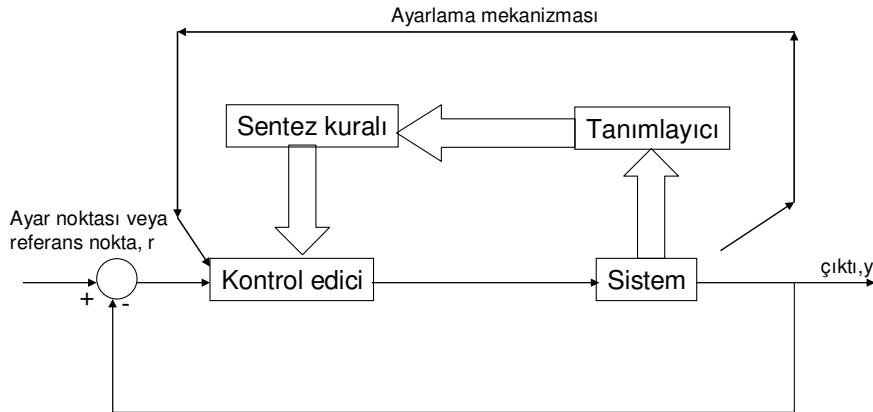 Ayarlama mekanizması
Sentez kuralı
Tanımlayıcı
Ayar noktası veya
referans nokta, r
Kontrol edici
Sistem
çıktı,y
+
-